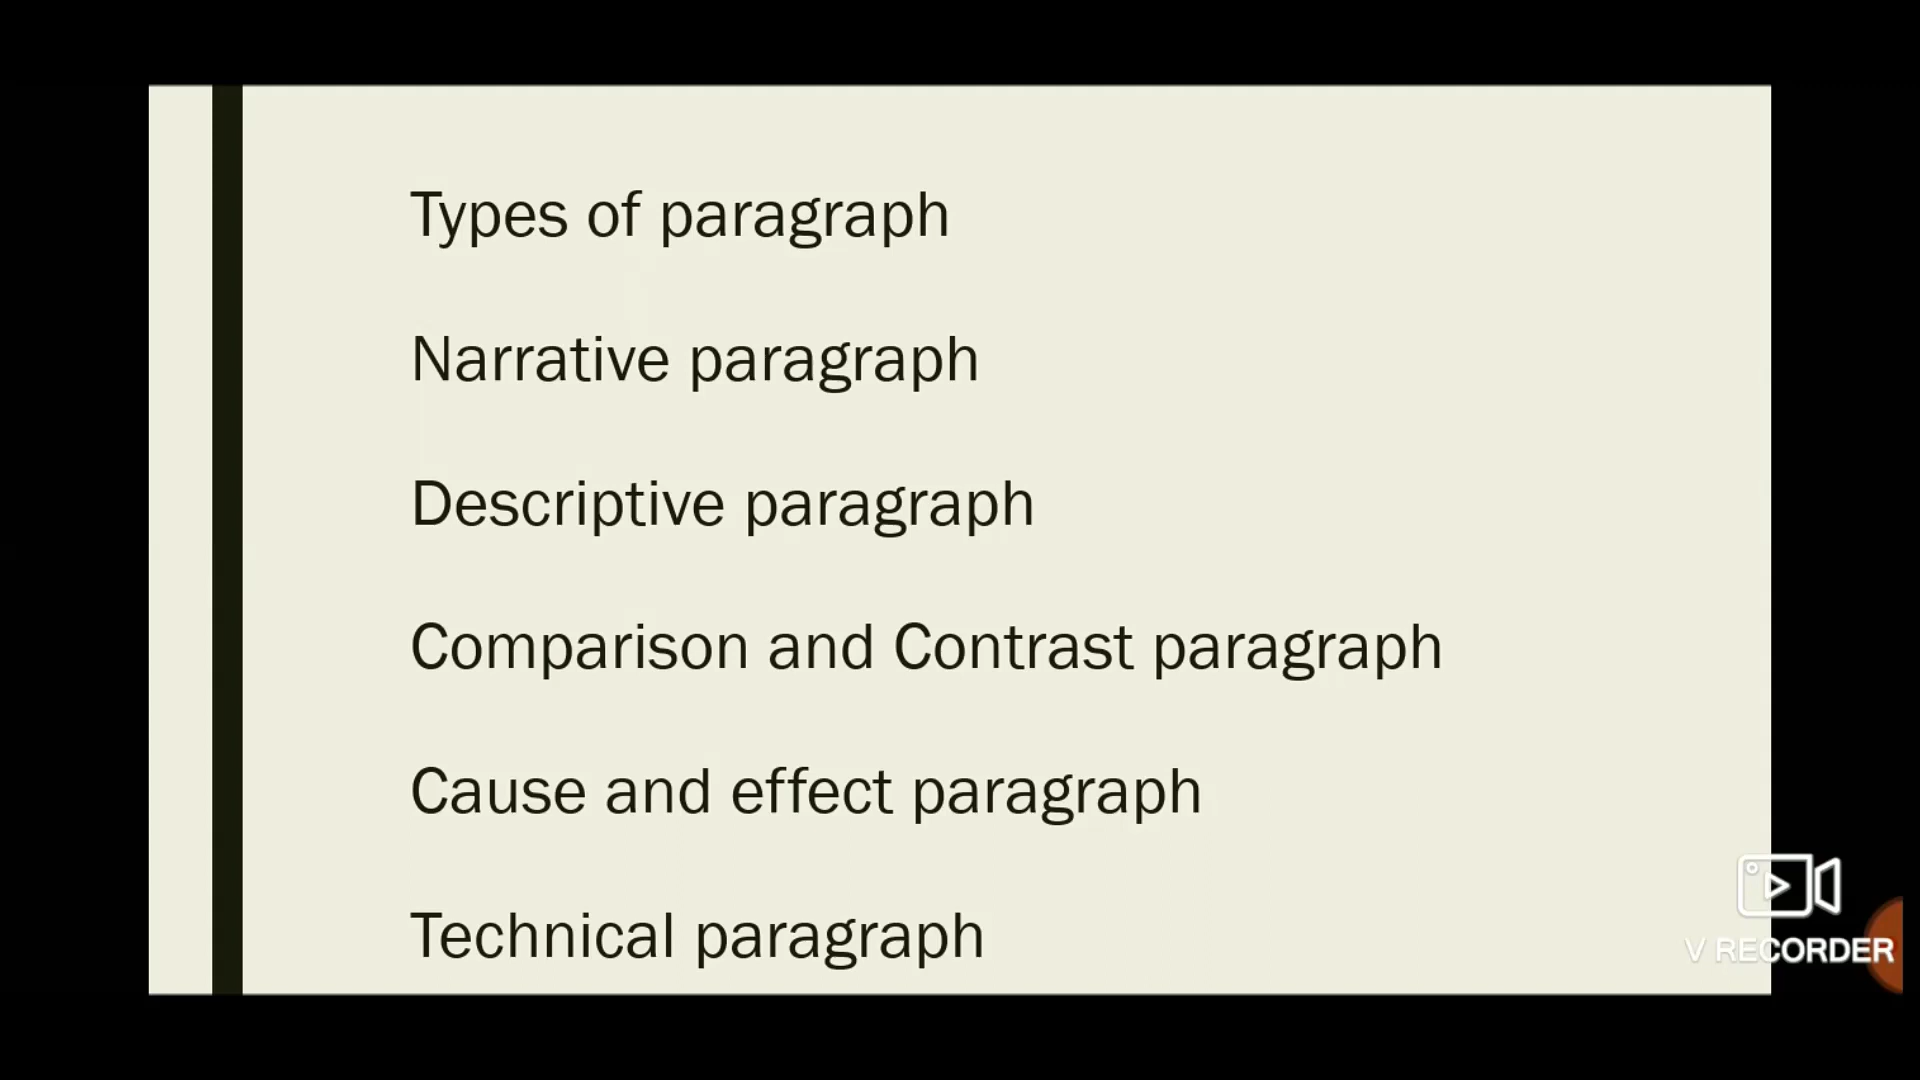 Types of paragraph
Narrative paragraph
Descriptive paragraph
Comparison and Contrast paragraph
Cause and effect paragraph
Technical paragraph
V RECORDER